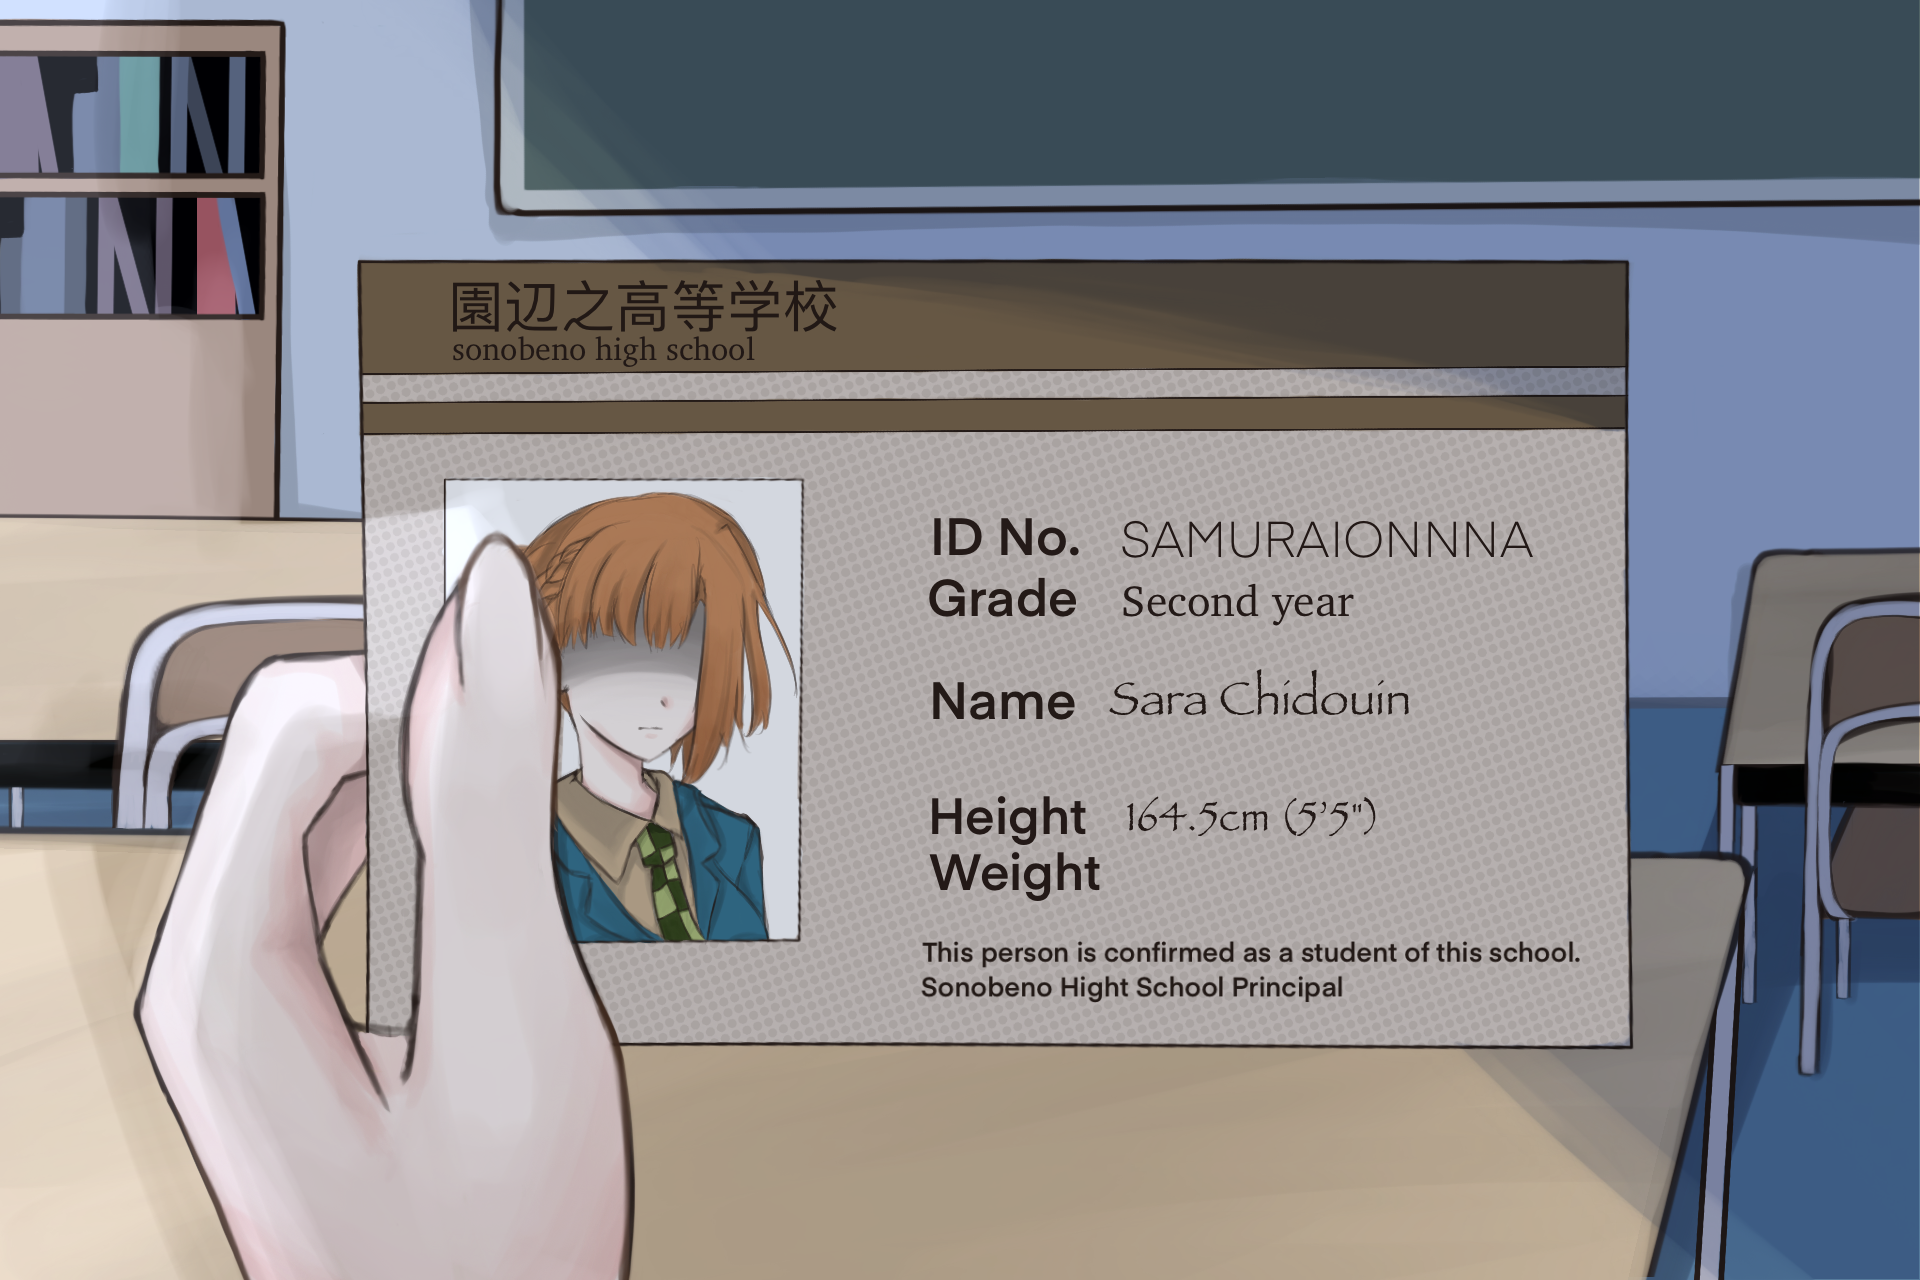 園辺之高等学校
sonobeno high school
ID No. SAMURAIONNNA
Grade Second year
Name Sara Chidouin
Height 164.5cm (5'5")
Weight
This person is confirmed as a student of this school.
Sonobeno Hight School Principal